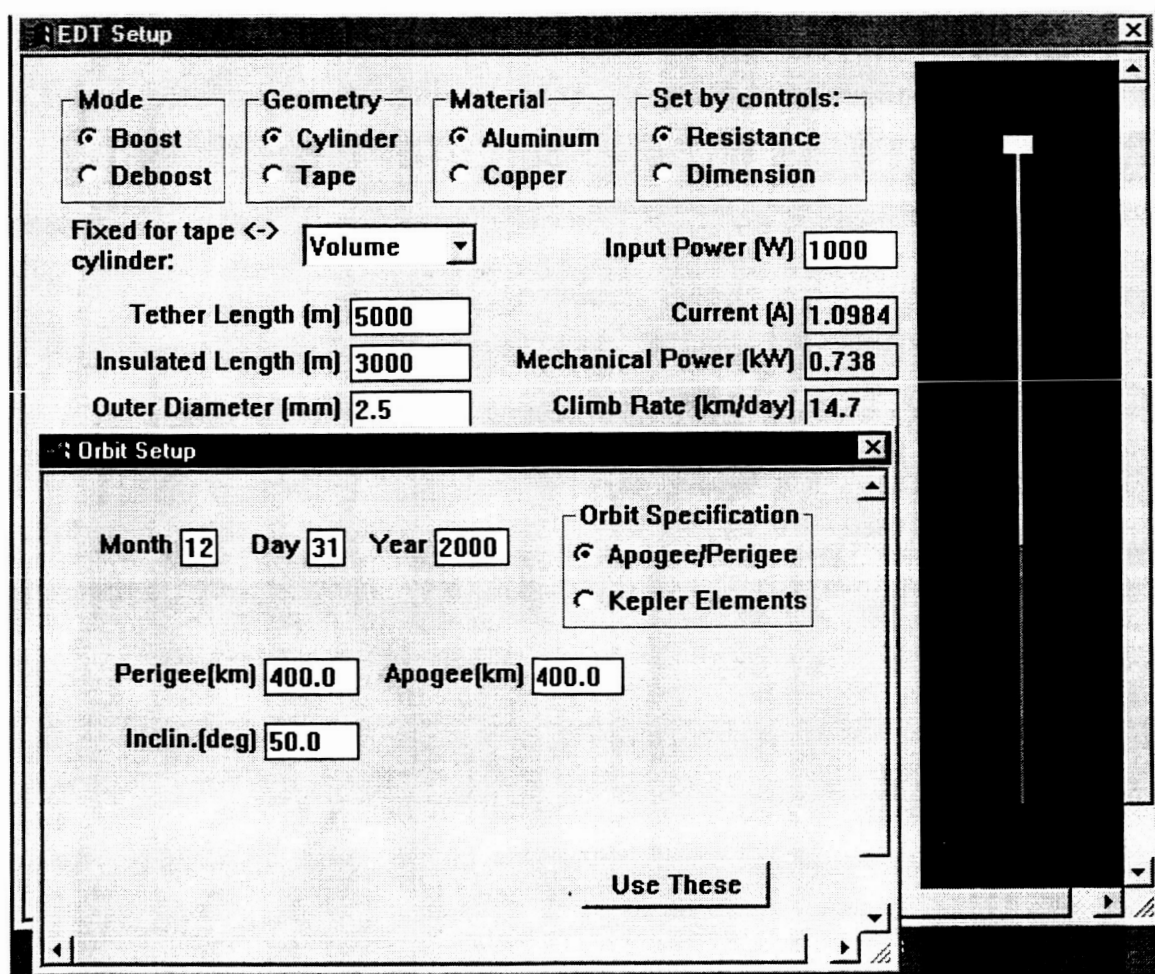 EDT Setup
Mode Geometry Material Set by controls:
Boost Cylinder Aluminum Resistance
Deboost Tape Copper Dimension
Fixed for tape <->
cylinder:
Volume
Input Power (W) 1000
Tether Length (m) 5000 Current (A) 1.0984
Insulated Length (m) 3000 Mechanical Power (kW) 0.738
Outer Diameter (mm) 2.5 Climb Rate (km/day) 14.7
Orbit Setup
Orbit Specification
Month 12 Day 31 Year 2000
Apogee/Perigee
Kepler Elements
Perigee(km) 400.0 Apogee(km) 400.0
Inclin.(deg) 50.0
Use These